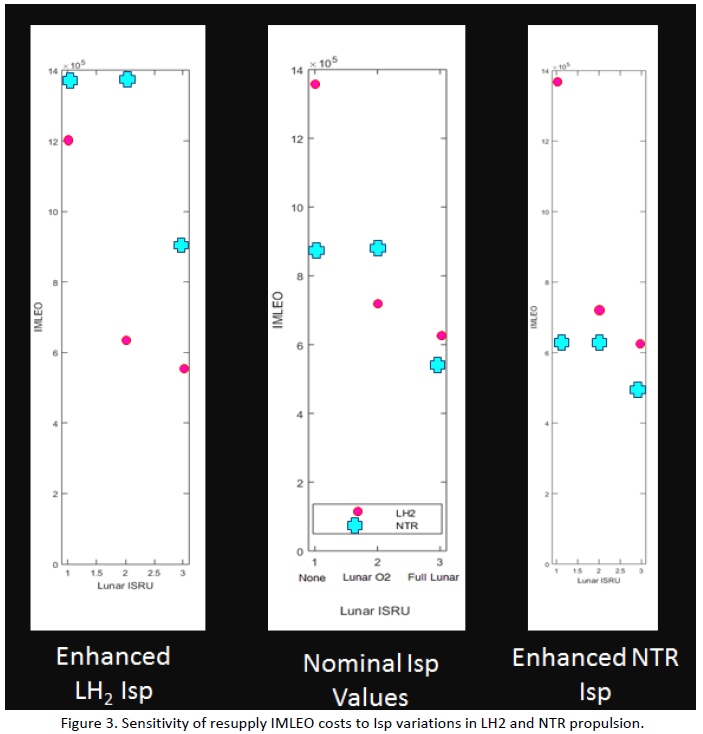 ×10⁵
14
12
10
8
6
4
2
0
IMLEO
1 1.5 2 2.5 3
Lunar ISRU
Enhanced
LH₂ Isp
×10⁵
14
12
10
8
6
4
2
0
IMLEO
LH2
NTR
1 2 3
None Lunar O2 Full Lunar
Lunar ISRU
Nominal Isp
Values
×10⁵
14
12
10
8
6
4
2
0
IMLEO
1 1.5 2 2.5 3
Lunar ISRU
Enhanced NTR
Isp
Figure 3. Sensitivity of resupply IMLEO costs to Isp variations in LH2 and NTR propulsion.